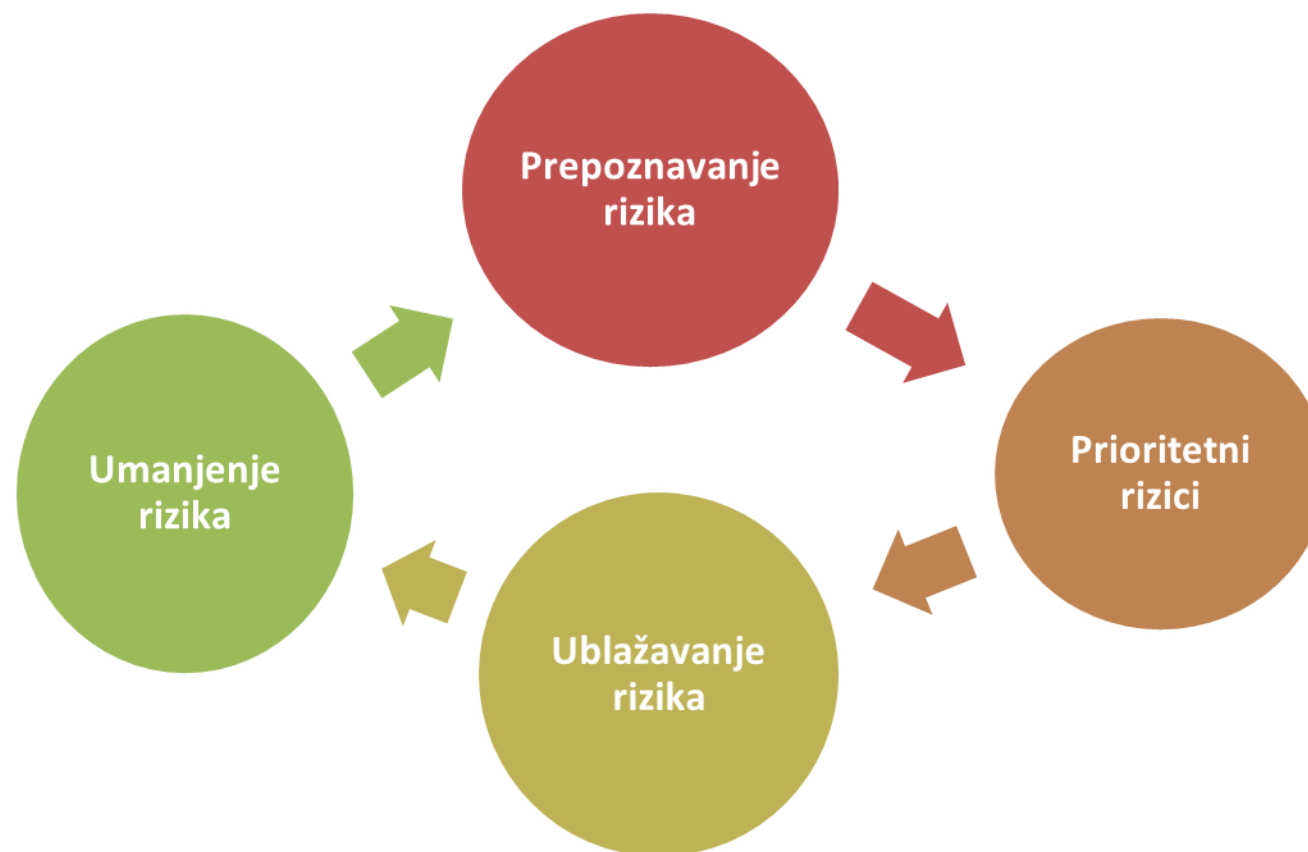 Prepoznavanje
rizika
Prioritetni
rizici
Ublažavanje
rizika
Umanjenje
rizika